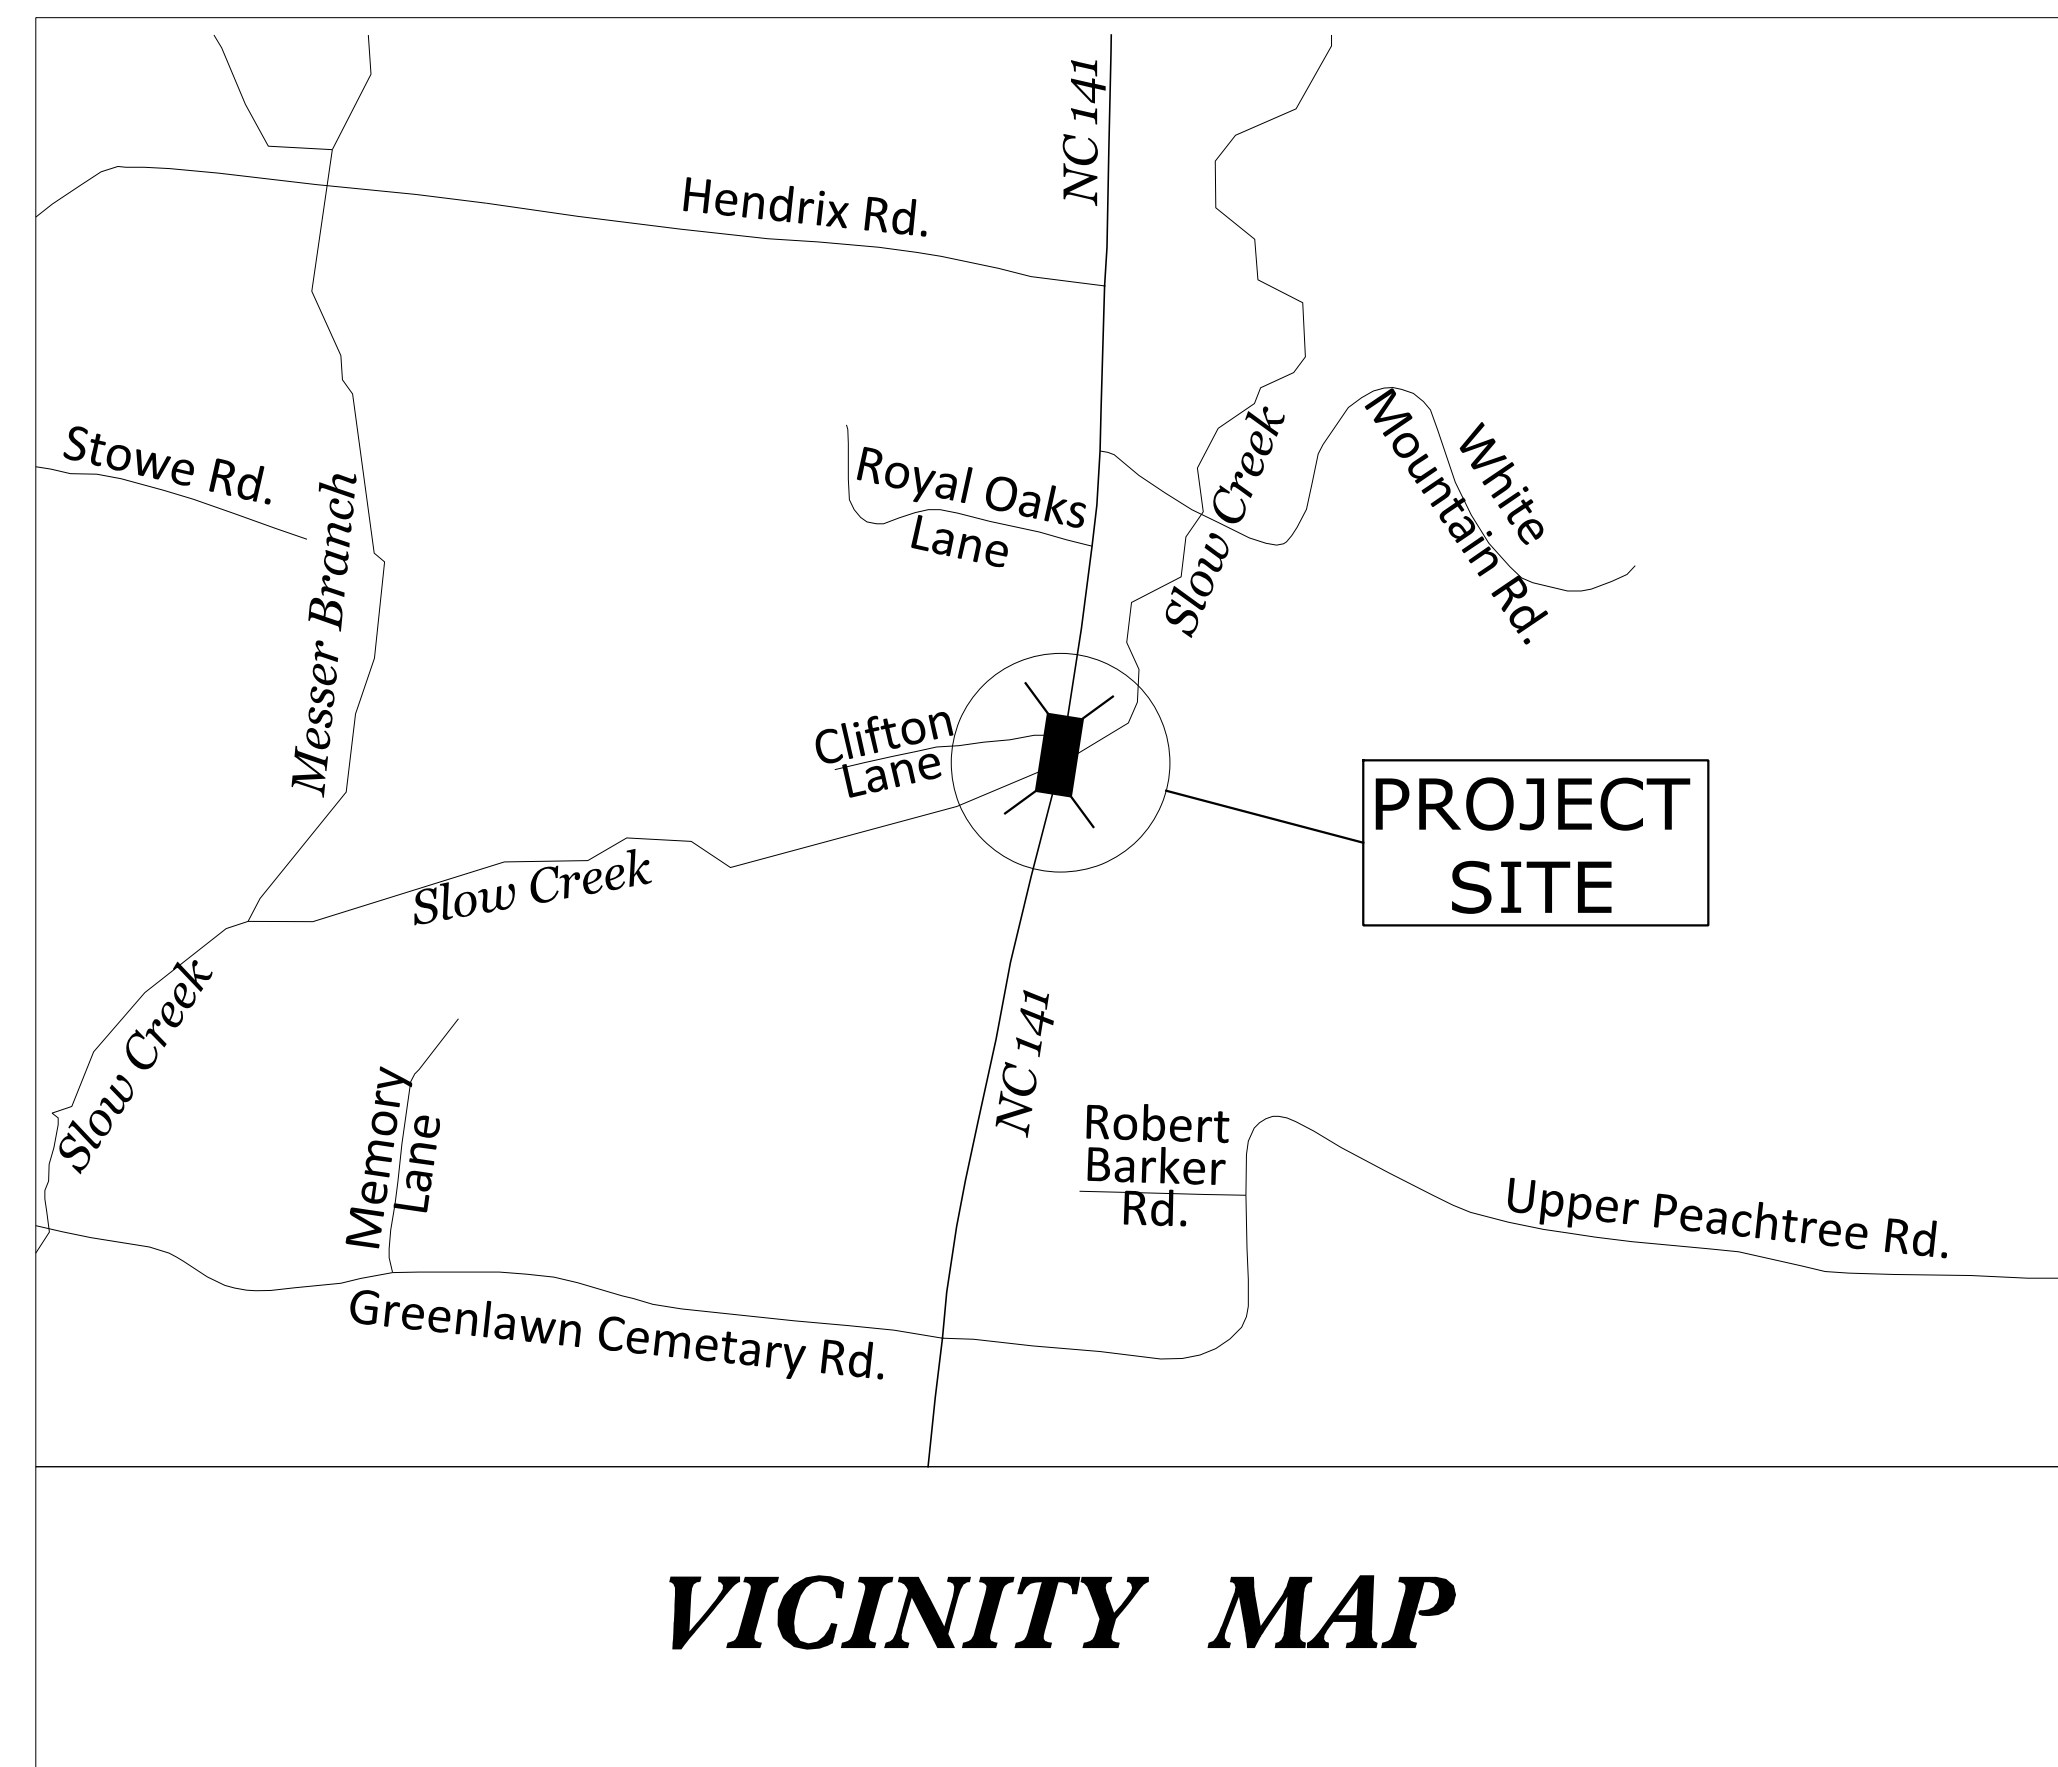 NC 141
Hendrix Rd.
Stowe Rd.
Messer Branch
Royal Oaks
Lane
Slow Creek
White
Mountain Rd.
Clifton
Lane
PROJECT
SITE
Slow Creek
Slow Creek
NC 141
Memory
Lane
Robert
Barker
Rd.
Upper Peachtree Rd.
Greenlawn Cemetary Rd.
VICINITY MAP